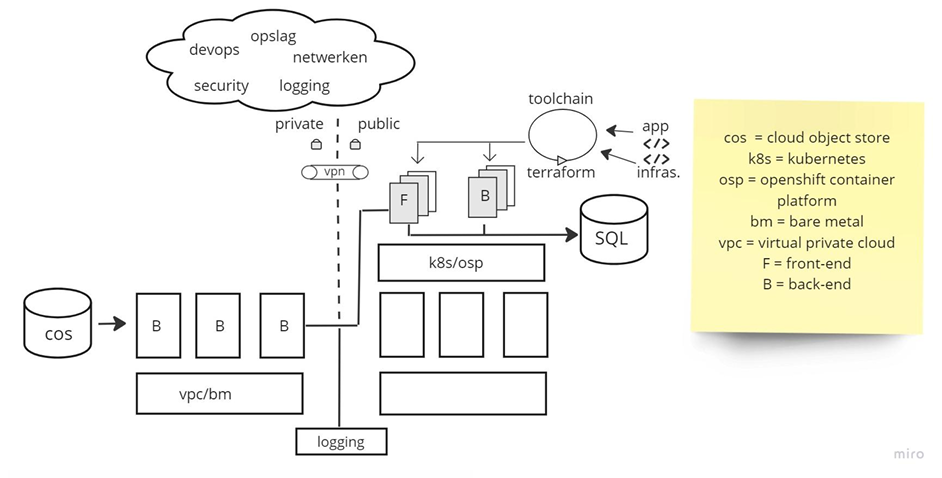 opslag
devops
netwerken
security
logging
private
public
vpn
toolchain
terraform
app
</>
</>
infras.
F
B
SQL
k8s/osp
cos
B
B
B
vpc/bm
logging
cos = cloud object store
k8s = kubernetes
osp = openshift container
platform
bm = bare metal
vpc = virtual private cloud
F = front-end
B = back-end
miro